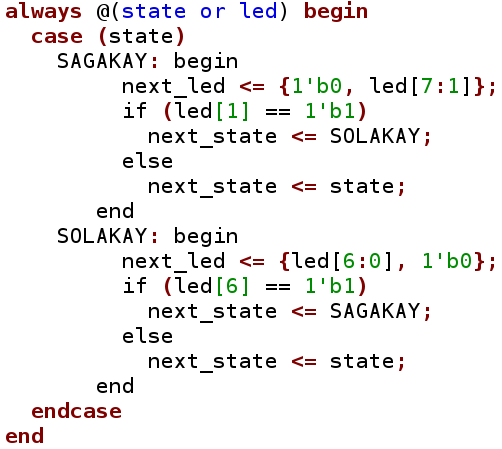 always @(state or led) begin
  case (state)
    SAGAKAY: begin
         next_led <= {1'b0, led[7:1]};
         if (led[1] == 1'b1)
           next_state <= SOLAKAY;
         else
           next_state <= state;
       end
    SOLAKAY: begin
         next_led <= {led[6:0], 1'b0};
         if (led[6] == 1'b1)
           next_state <= SAGAKAY;
         else
           next_state <= state;
       end
  endcase
end